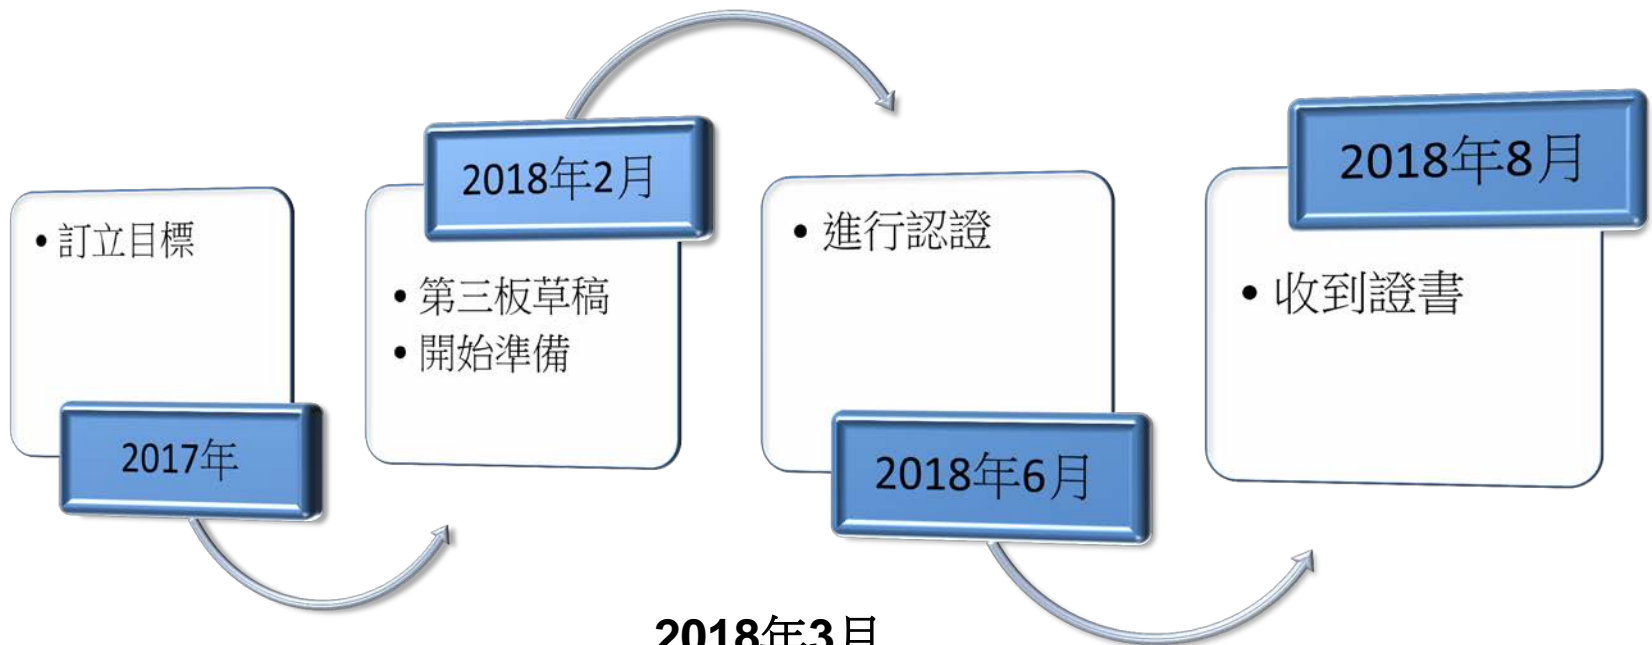 • 訂立目標
2017年
2018年2月
• 第三板草稿
• 開始準備
• 進行認證
2018年6月
2018年8月
• 收到證書
2018年3月